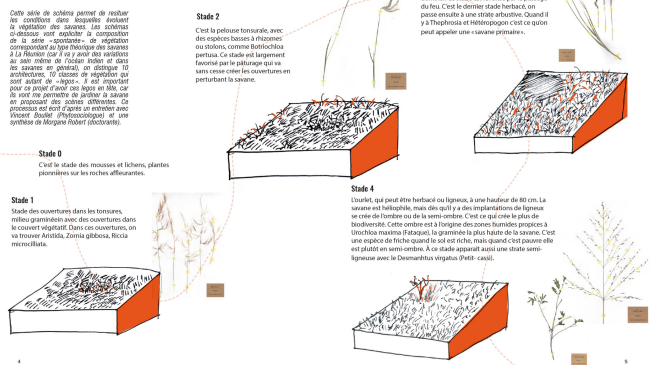 Cette série de schéma permet de restituer
les conditions dans lesquelles évoluent
la végétation des savanes. Les schémas
ci-dessous vont expliciter la composition
de la série «spontanée» de végétation
correspondant au type théorique des savanes
à La Réunion (car il va y avoir des variations
au sein même de l'océan Indien et dans
les savanes en général), on distingue 10
architectures, 10 classes de végétation qui
sont autant de «legos». Il est important
pour ce projet d'avoir ces legos en tête, car
ils vont me permettre de jardiner la savane
en proposant des scènes différentes. Ce
processus est écrit d'après un entretien avec
Vincent Boullet (Phytosociologue) et une
synthèse de Morgane Robert (doctorante).
Stade 0
C'est le stade des mousses et lichens, plantes
pionnières sur les roches affleurantes.
Stade 1
Stade des ouvertures dans les tonsures,
milieu graminéein avec des ouvertures dans
le couvert végétatif. Dans ces ouvertures, on
va trouver Aristida, Zornia gibbosa, Riccia
microcilliata.
4
Stade 2
C'est la pelouse tonsurale, avec
des espèces basses à rhizomes
ou stolons, comme Botriochloa
pertusa. Ce stade est largement
favorisé par le pâturage qui va
sans cesse créer les ouvertures en
perturbant la savane.
du feu. C'est le dernier stade herbacé, on
passe ensuite à une strate arbustive. Quand il
y à Thephrosia et Hétéropogon c'est ce qu'on
peut appeler une «savane primaire».
Stade 4
L'ourlet, qui peut être herbacé ou ligneux, à une hauteur de 80 cm. La
savane est héliophile, mais dès qu'il y a des implantations de ligneux
se crée de l'ombre ou de la semi-ombre. C'est ce qui crée le plus de
biodiversité. Cette ombre est à l'origine des zones humides propices à
Urochloa maxima (Fataque), la graminée la plus haute de la savane. C'est
une espèce de friche quand le sol est riche, mais quand c'est pauvre elle
est plutôt en semi-ombre. À ce stade apparaît aussi une strate semi-
ligneuse avec le Desmanhtus virgatus (Petit- cassi).
5